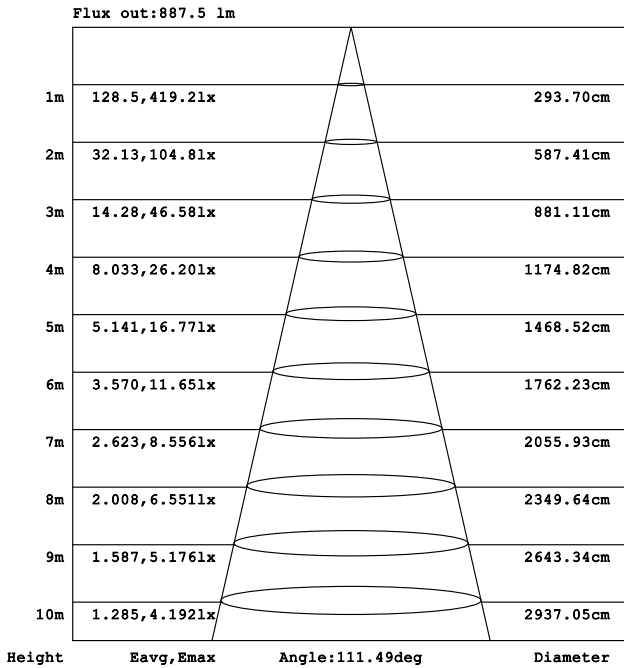 Flux out:887.5 lm
1m 128.5,419.2lx 293.70cm
2m 32.13,104.8lx 587.41cm
3m 14.28,46.58lx 881.11cm
4m 8.033,26.20lx 1174.82cm
5m 5.141,16.77lx 1468.52cm
6m 3.570,11.65lx 1762.23cm
7m 2.623,8.556lx 2055.93cm
8m 2.008,6.551lx 2349.64cm
9m 1.587,5.176lx 2643.34cm
10m 1.285,4.192lx 2937.05cm
Height Eavg,Emax Angle:111.49deg Diameter